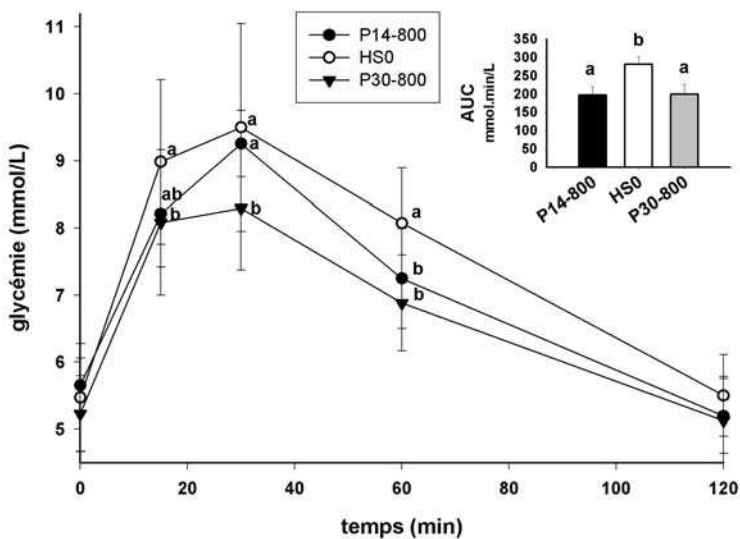 11
10
9
8
7
6
5
glycémie (mmol/L)
0
20
40
60
80
100
120
temps (min)
P14-800
HS0
P30-800
a
a
a
ab
b
b
a
b
b
350
300
250
200
150
100
50
0
AUC
mmol.min/L
a
b
a
P14-800
HS0
P30-800